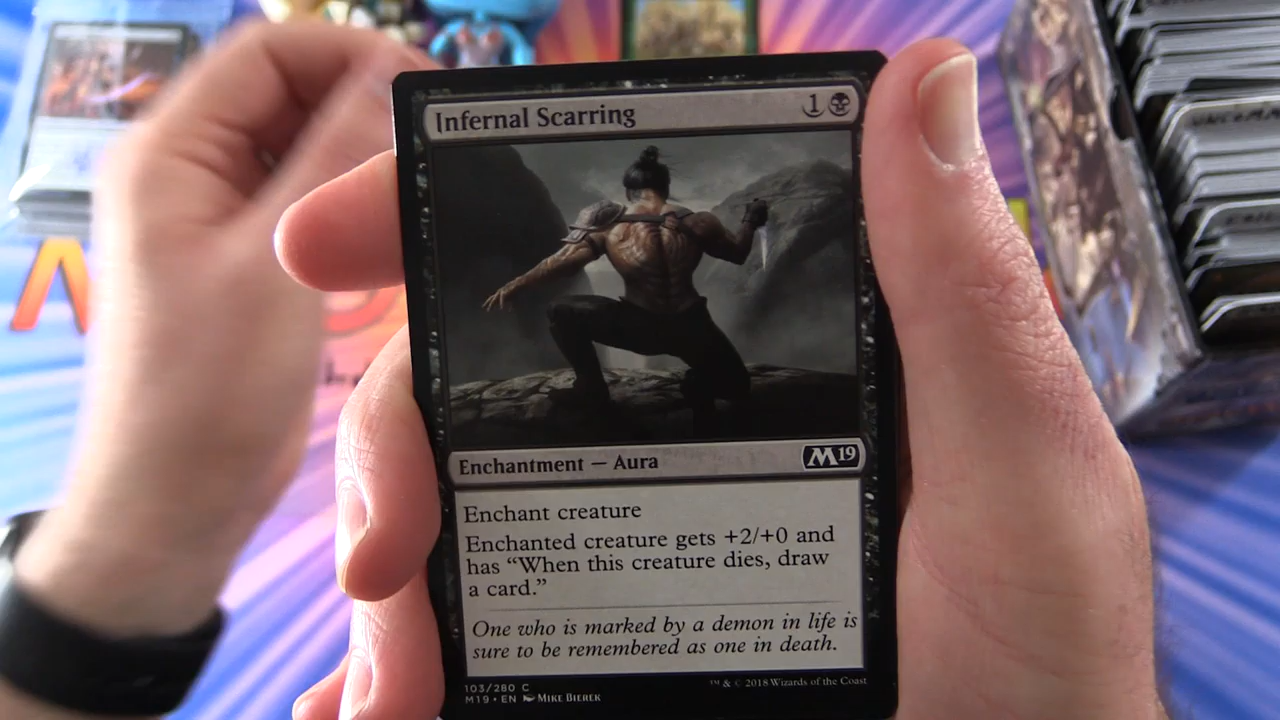 Infernal Scarring 1
Enchantment — Aura M19
Enchant creature
Enchanted creature gets +2/+0 and
has “When this creature dies, draw
a card.”
One who is marked by a demon in life is
sure to be remembered as one in death.
103/280 C
M19 • EN MIKE BIEREK
™ & © 2018 Wizards of the Coast